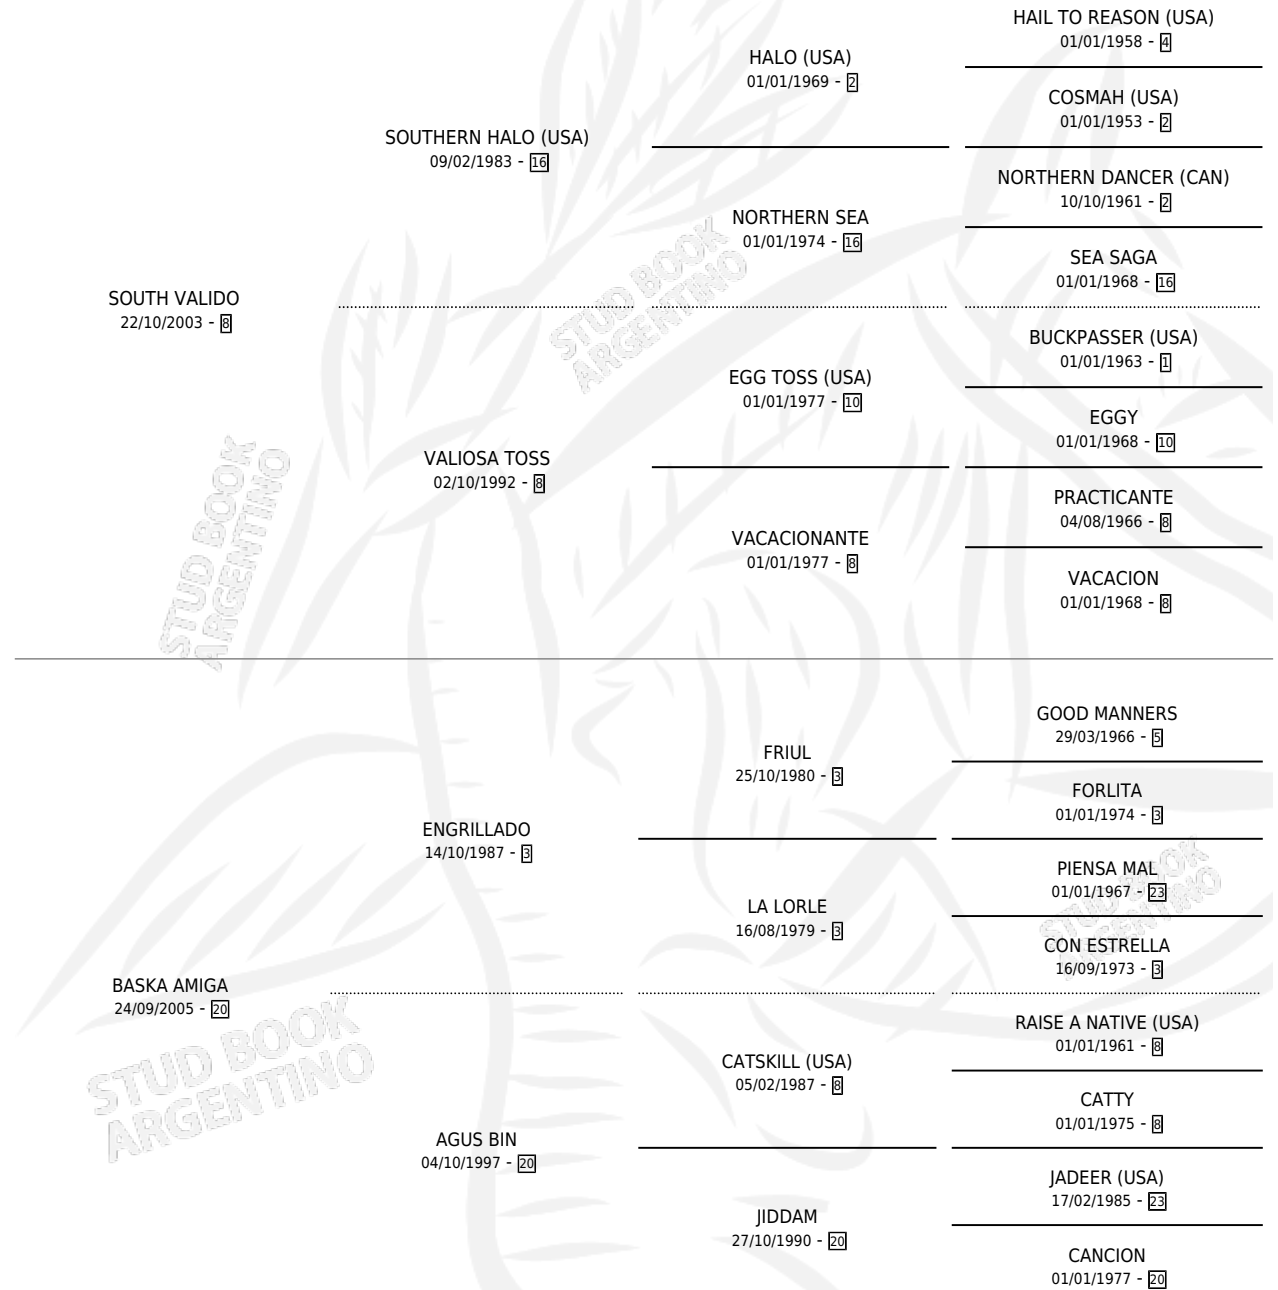 HAIL TO REASON (USA)
01/01/1958 - 4
HALO (USA)
01/01/1969 - 2
COSMAH (USA)
01/01/1953 - 2
SOUTHERN HALO (USA)
09/02/1983 - 16
NORTHERN DANCER (CAN)
10/10/1961 - 2
NORTHERN SEA
01/01/1974 - 16
SEA SAGA
01/01/1968 - 16
SOUTH VALIDO
22/10/2003 - 8
BUCKPASSER (USA)
01/01/1963 - 1
EGG TOSS (USA)
01/01/1977 - 10
EGGY
01/01/1968 - 10
VALIOSA TOSS
02/10/1992 - 8
PRACTICANTE
04/08/1966 - 8
VACACIONANTE
01/01/1977 - 8
VACACION
01/01/1968 - 8
GOOD MANNERS
29/03/1966 - 5
FRIUL
25/10/1980 - 3
FORLITA
01/01/1974 - 3
ENGRILLADO
14/10/1987 - 3
PIENSA MAL
01/01/1967 - 23
LA LORLE
16/08/1979 - 3
CON ESTRELLA
16/09/1973 - 3
BASKA AMIGA
24/09/2005 - 20
RAISE A NATIVE (USA)
01/01/1961 - 8
CATSKILL (USA)
05/02/1987 - 8
CATTY
01/01/1975 - 8
AGUS BIN
04/10/1997 - 20
JADEER (USA)
17/02/1985 - 23
JIDDAM
27/10/1990 - 20
CANCION
01/01/1977 - 20
STUD BOOK
ARGENTINO
STUD BOOK
ARGENTINO
STUD BOOK
ARGENTINO
STUD BOOK
ARGENTINO